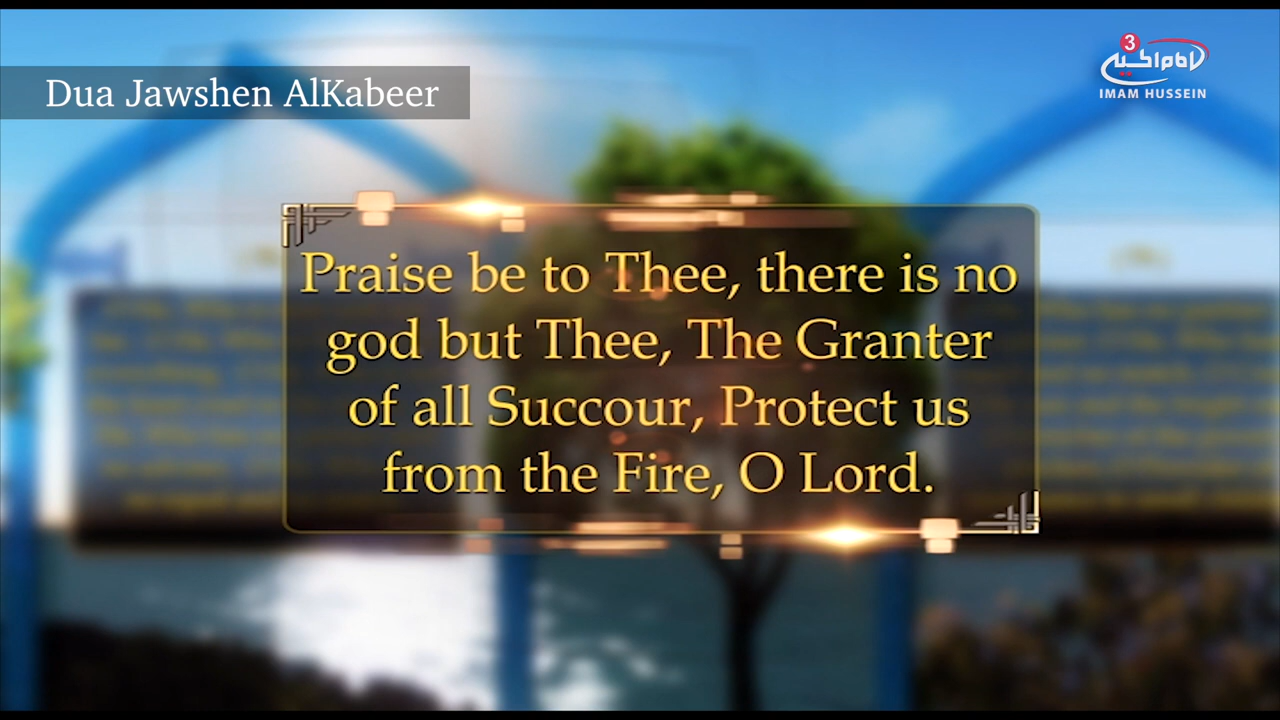 Dua Jawshen AlKabeer
3
IMAM HUSSEIN
Praise be to Thee, there is no
god but Thee, The Granter
of all Succour, Protect us
from the Fire, O Lord.